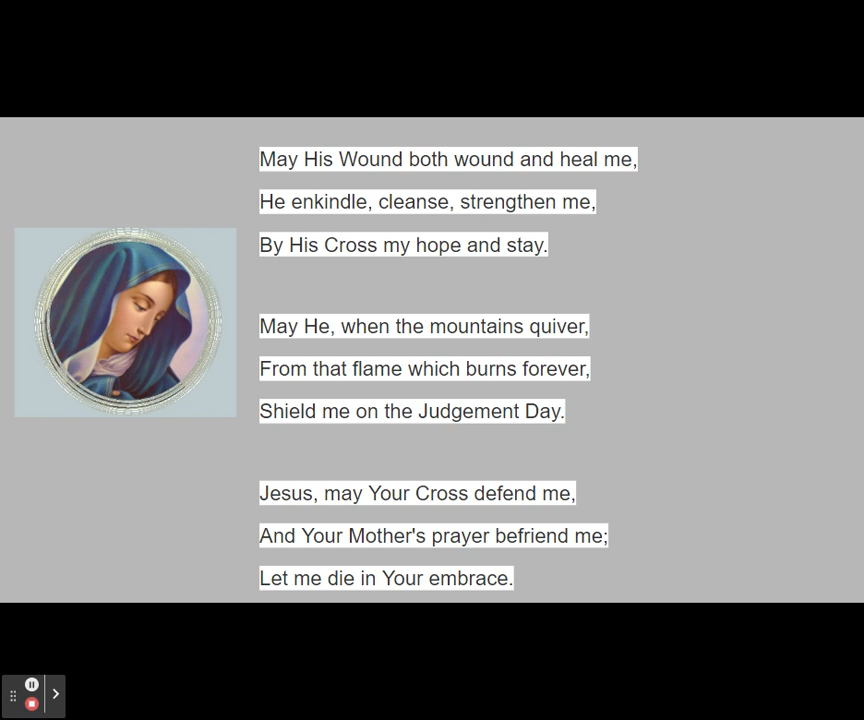 May His Wound both wound and heal me,
He enkindle, cleanse, strengthen me,
By His Cross my hope and stay.
May He, when the mountains quiver,
From that flame which burns forever,
Shield me on the Judgement Day.
Jesus, may Your Cross defend me,
And Your Mother's prayer befriend me;
Let me die in Your embrace.